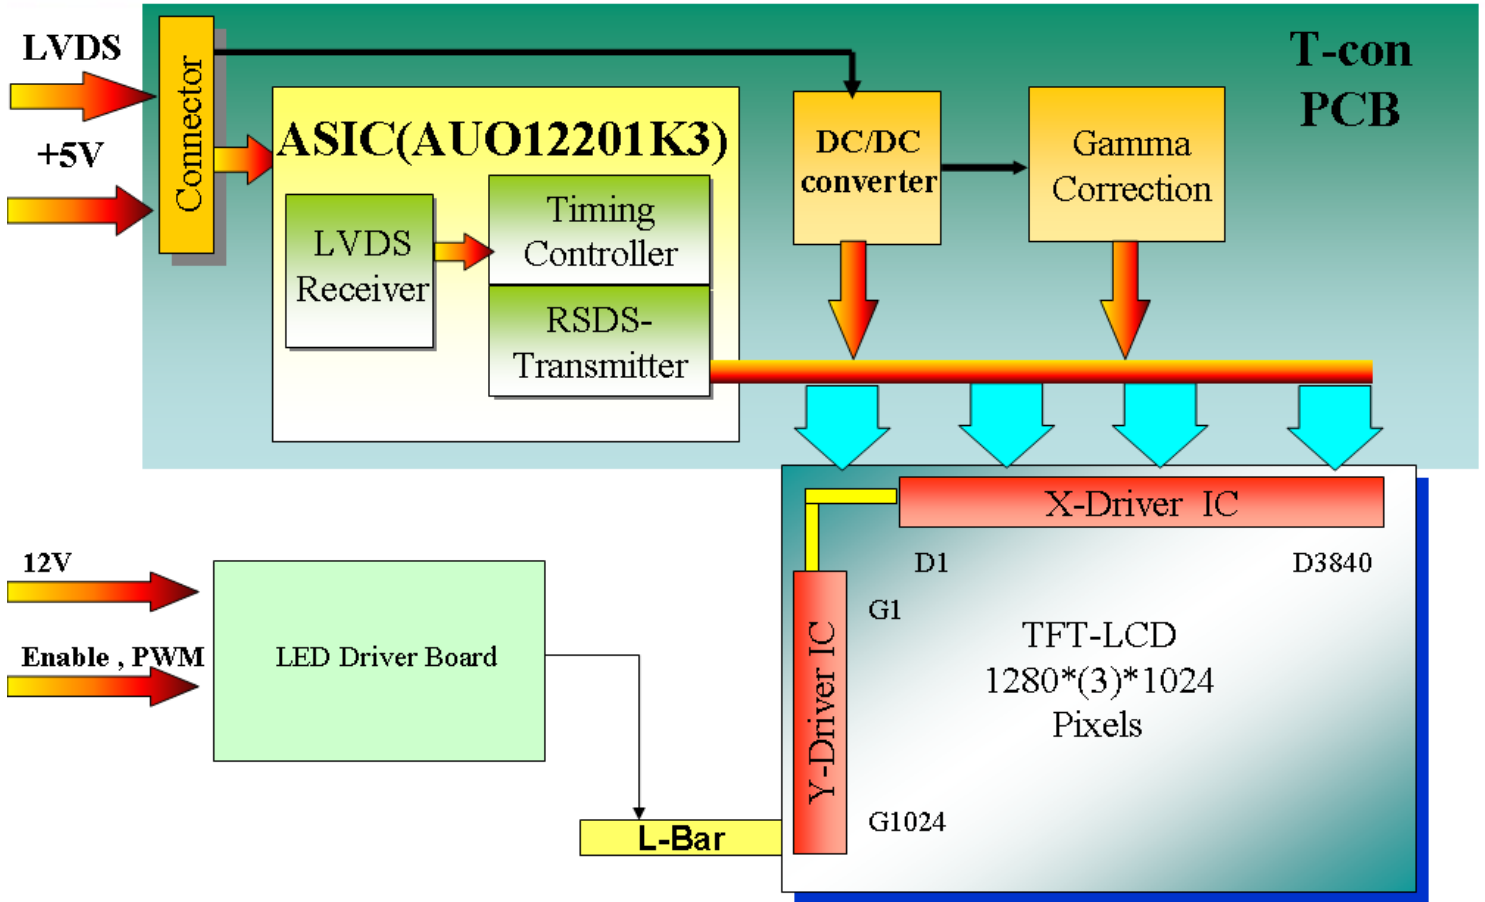 LVDS
+5V
Connector
T-con
PCB
ASIC(AUO12201K3)
LVDS
Receiver
Timing
Controller
RSDS-
Transmitter
DC/DC
converter
Gamma
Correction
X-Driver IC
D1
D3840
G1
Y-Driver IC
TFT-LCD
1280*(3)*1024
Pixels
G1024
12V
Enable , PWM
LED Driver Board
L-Bar